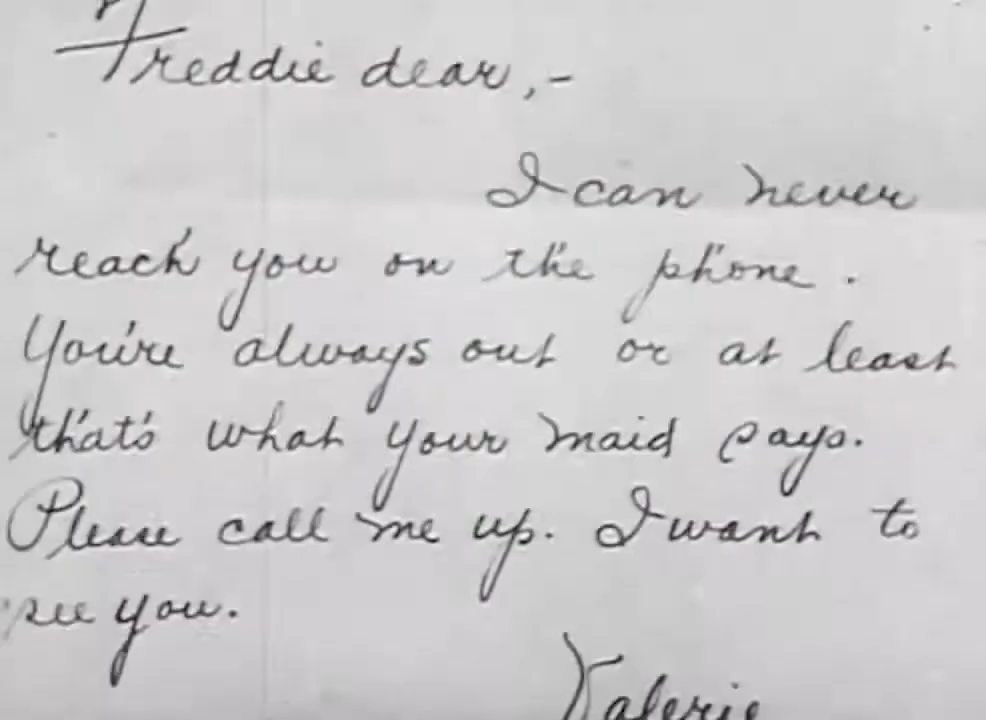 Freddie dear,-
I can never
reach you on the phone.
You're always out or at least
that's what your maid says.
Please call me up. I want to
see you.
Valerie